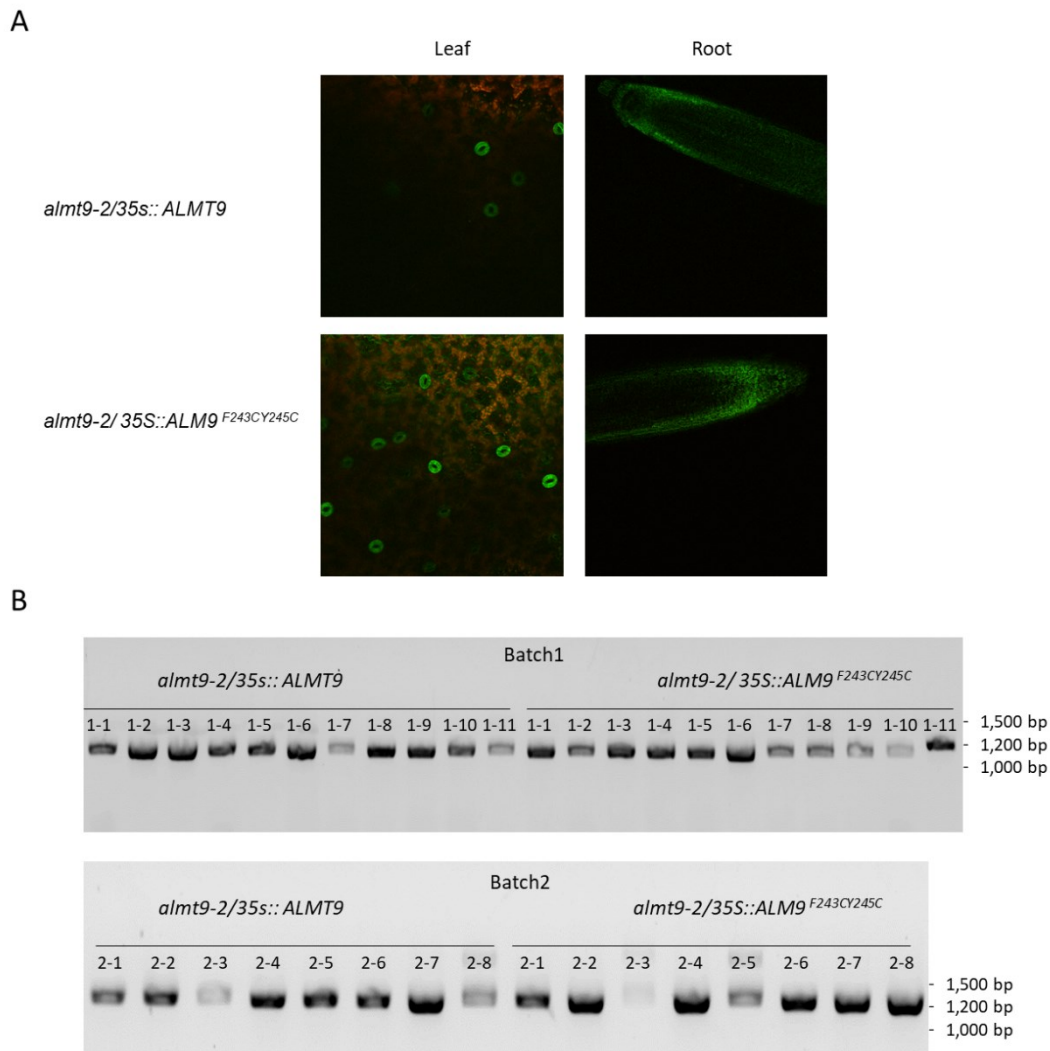 A
Leaf Root
almt9-2/35s:: ALMT9
almt9-2/ 35S::ALM9 F243CY245C
B
Batch1
almt9-2/35s:: ALMT9 almt9-2/ 35S::ALM9 F243CY245C
1-1 1-2 1-3 1-4 1-5 1-6 1-7 1-8 1-9 1-10 1-11 1-1 1-2 1-3 1-4 1-5 1-6 1-7 1-8 1-9 1-10 1-11
- 1,500 bp
- 1,200 bp
- 1,000 bp
Batch2
almt9-2/35s:: ALMT9 almt9-2/35S::ALM9 F243CY245C
2-1 2-2 2-3 2-4 2-5 2-6 2-7 2-8 2-1 2-2 2-3 2-4 2-5 2-6 2-7 2-8
- 1,500 bp
- 1,200 bp
- 1,000 bp